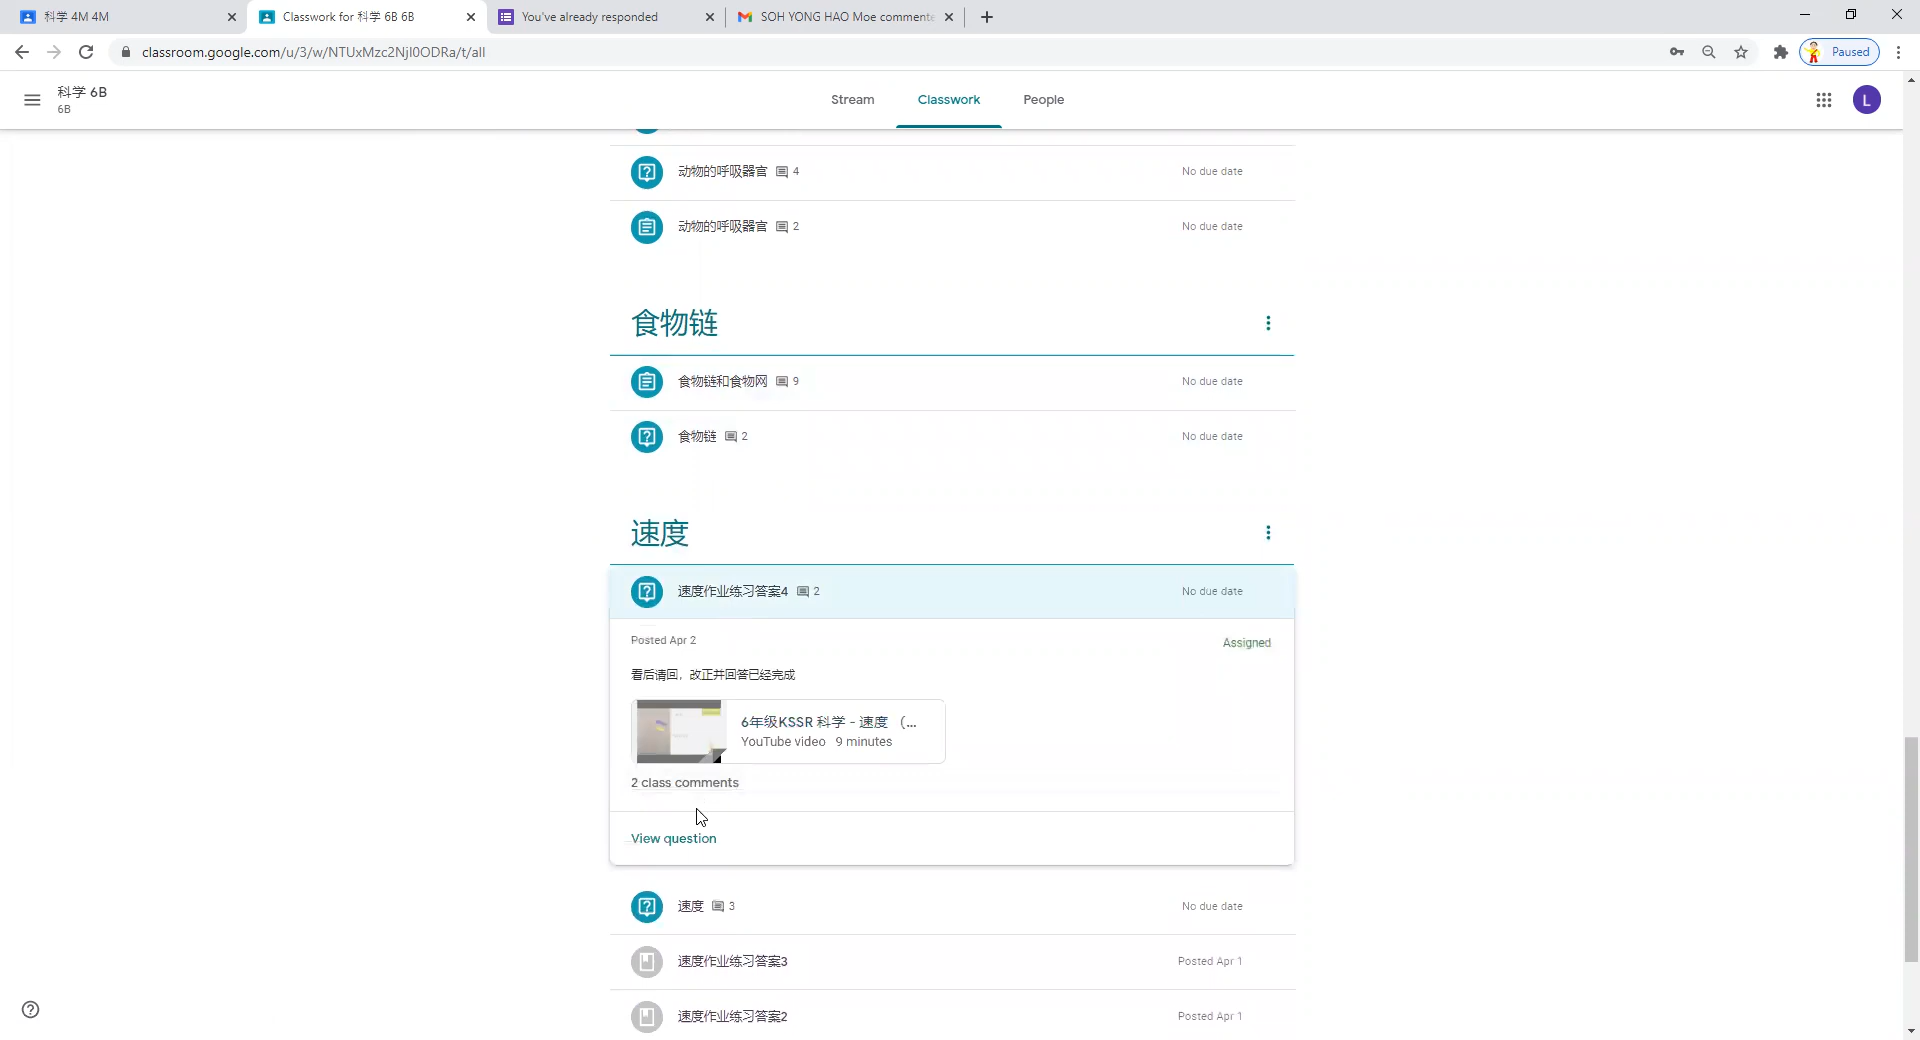 科学 4M 4M
Classwork for 科学 6B 6B
You've already responded
SOH YONG HAO Moe commente
classroom.google.com/u/3/w/NTUxMzc2NjI0ODRa/t/all
Paused
科学 6B
6B
Stream
Classwork
People
L
动物的呼吸器官 4
No due date
动物的呼吸器官 2
No due date
食物链
食物链和食物网 9
No due date
食物链 2
No due date
速度
速度作业练习答案4 2
No due date
Posted Apr 2
Assigned
看后请回，改正并回答已经完成
6年级KSSR 科学 - 速度 （...
YouTube video 9 minutes
2 class comments
View question
速度 3
No due date
速度作业练习答案3
Posted Apr 1
速度作业练习答案2
Posted Apr 1